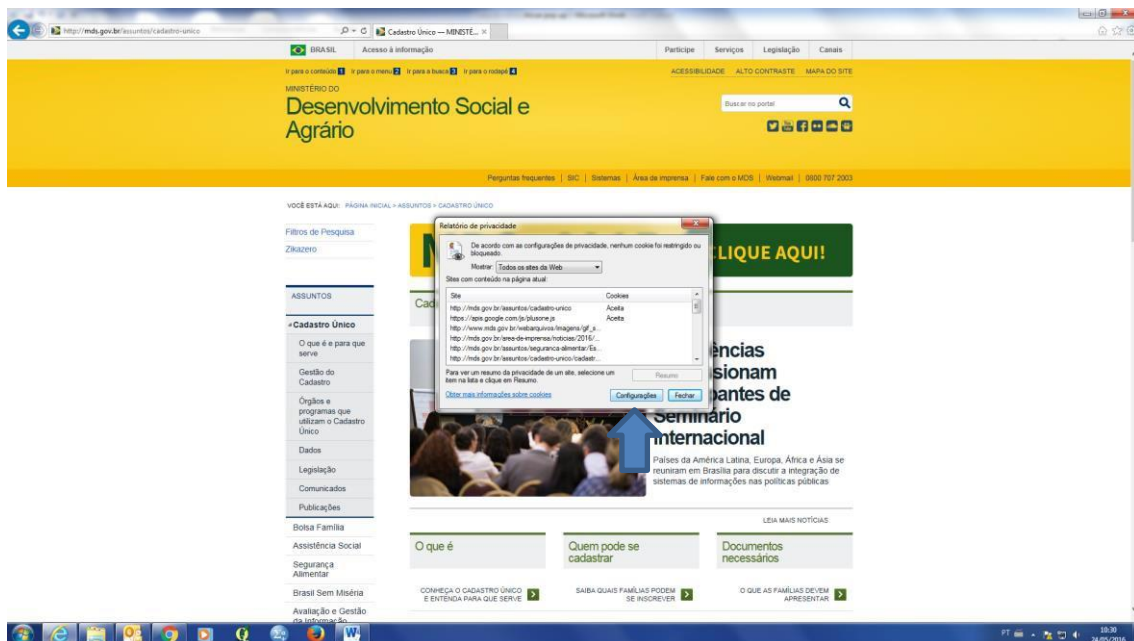 http://mds.gov.br/assuntos/cadastro-unico
Cadastro Único — MINISTÉ...
BRASIL
Acesso à informação
Participe
Serviços
Legislação
Canais
Ir para o conteúdo 1 Ir para o menu 2 Ir para a busca 3 Ir para o rodapé 4
ACESSIBILIDADE ALTO CONTRASTE MAPA DO SITE
MINISTÉRIO DO
Desenvolvimento Social e
Agrário
Buscar no portal
Perguntas frequentes | SIC | Sistemas | Área de imprensa | Fale com o MDS | Webmail | 0800 707 2003
VOCÊ ESTÁ AQUI: PÁGINA INICIAL > ASSUNTOS > CADASTRO ÚNICO
Filtros de Pesquisa
Zikazero
ASSUNTOS
Cadastro Único
O que é e para que
serve
Gestão do
Cadastro
Órgãos e
programas que
utilizam o Cadastro
Único
Dados
Legislação
Comunicados
Publicações
Bolsa Família
Assistência Social
Segurança
Alimentar
Brasil Sem Miséria
Avaliação e Gestão
da Informação
CLIQUE AQUI!
Relatório de privacidade
De acordo com as configurações de privacidade, nenhum cookie foi restringido ou
bloqueado.
Mostrar: Todos os sites da Web
Sites com conteúdo na página atual:
Site Cookies
http://mds.gov.br/assuntos/cadastro-unico Aceita
https://apis.google.com/js/plusone.js Aceita
http://www.mds.gov.br/webarquivos/imagens/gif_s...
http://mds.gov.br/area-de-imprensa/noticias/2016/...
http://mds.gov.br/assuntos/seguranca-alimentar/Es...
http://mds.gov.br/assuntos/cadastro-unico/cadastr...
Para ver um resumo da privacidade de um site, selecione um
item na lista e clique em Resumo.
Resumo
Obter mais informações sobre cookies
Configurações
Fechar
Cad
ências
sionam
pantes de
Seminário
Internacional
Países da América Latina, Europa, África e Ásia se
reuniram em Brasília para discutir a integração de
sistemas de informações nas políticas públicas
LEIA MAIS NOTÍCIAS
O que é
CONHEÇA O CADASTRO ÚNICO
E ENTENDA PARA QUE SERVE
Quem pode se
cadastrar
SAIBA QUAIS FAMÍLIAS PODEM
SE INSCREVER
Documentos
necessários
O QUE AS FAMÍLIAS DEVEM
APRESENTAR
PT
10:30
24/05/2016